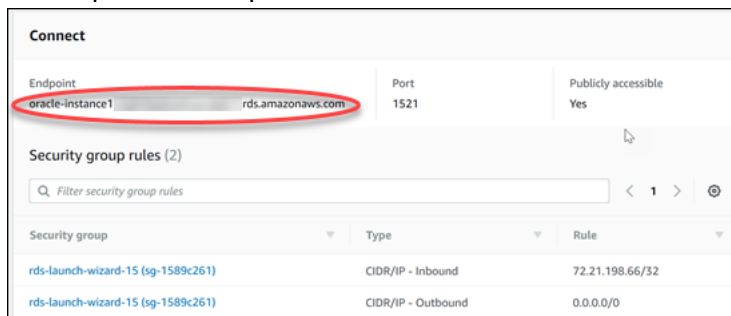 Connect
Endpoint Port Publicly accessible
oracle-instance1 rds.amazonaws.com 1521 Yes
Security group rules (2)
Filter security group rules 1
Security group Type Rule
rds-launch-wizard-15 (sg-1589c261) CIDR/IP - Inbound 72.21.198.66/32
rds-launch-wizard-15 (sg-1589c261) CIDR/IP - Outbound 0.0.0.0/0